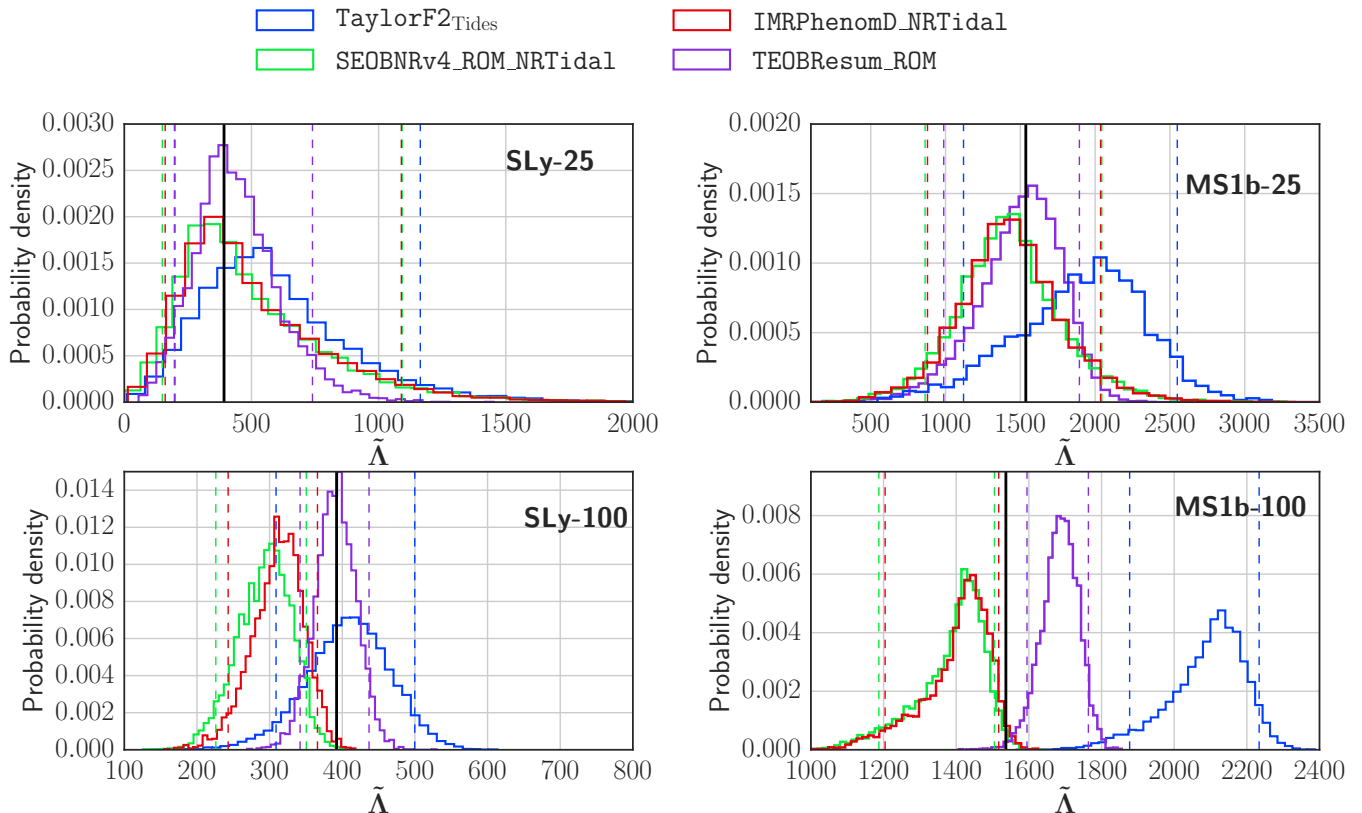 TaylorF2Tides IMRPhenomD_NRTidal
SEOBNRv4_ROM_NRTidal TEOBResum_ROM
SLy-25
Probability density
0.0030
0.0025
0.0020
0.0015
0.0010
0.0005
0.0000
0 500 1000 1500 2000
Λ̃
MS1b-25
Probability density
0.0020
0.0015
0.0010
0.0005
0.0000
500 1000 1500 2000 2500 3000 3500
Λ̃
SLy-100
Probability density
0.014
0.012
0.010
0.008
0.006
0.004
0.002
0.000
100 200 300 400 500 600 700 800
Λ̃
MS1b-100
Probability density
0.008
0.006
0.004
0.002
0.000
1000 1200 1400 1600 1800 2000 2200 2400
Λ̃